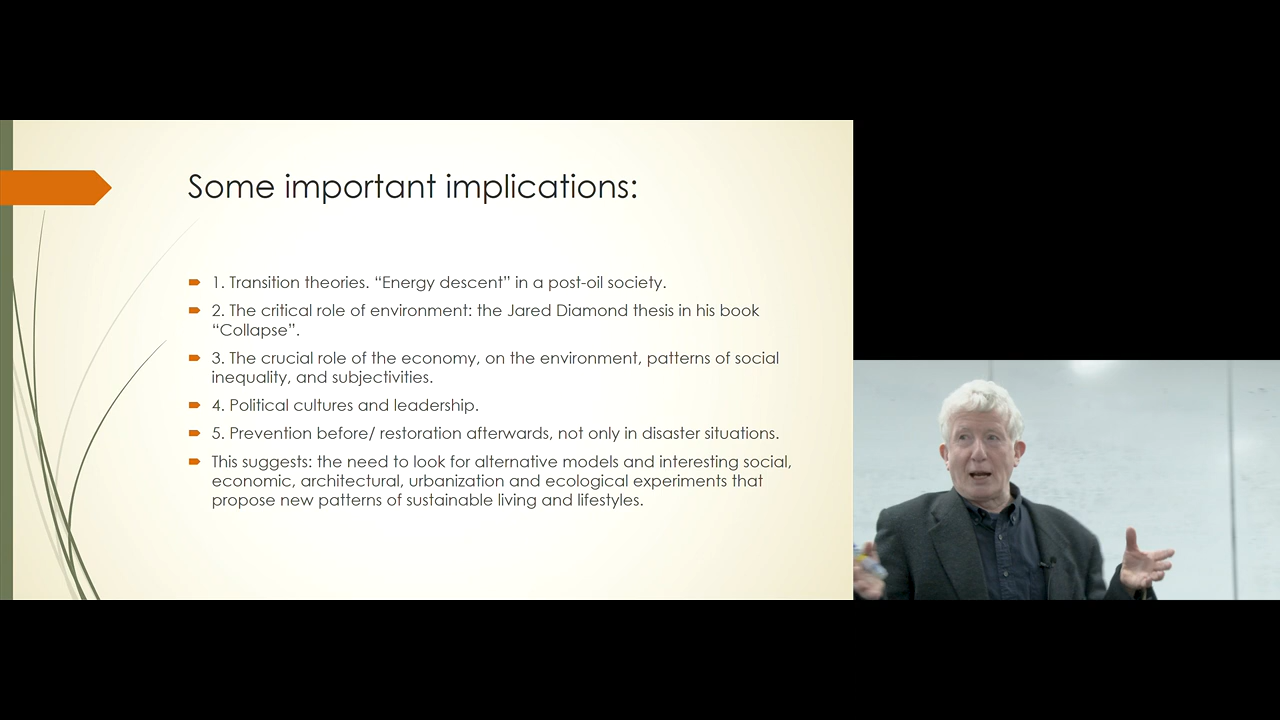 Some important implications:
1. Transition theories. “Energy descent” in a post-oil society.
2. The critical role of environment: the Jared Diamond thesis in his book
“Collapse”.
3. The crucial role of the economy, on the environment, patterns of social
inequality, and subjectivities.
4. Political cultures and leadership.
5. Prevention before/ restoration afterwards, not only in disaster situations.
This suggests: the need to look for alternative models and interesting social,
economic, architectural, urbanization and ecological experiments that
propose new patterns of sustainable living and lifestyles.